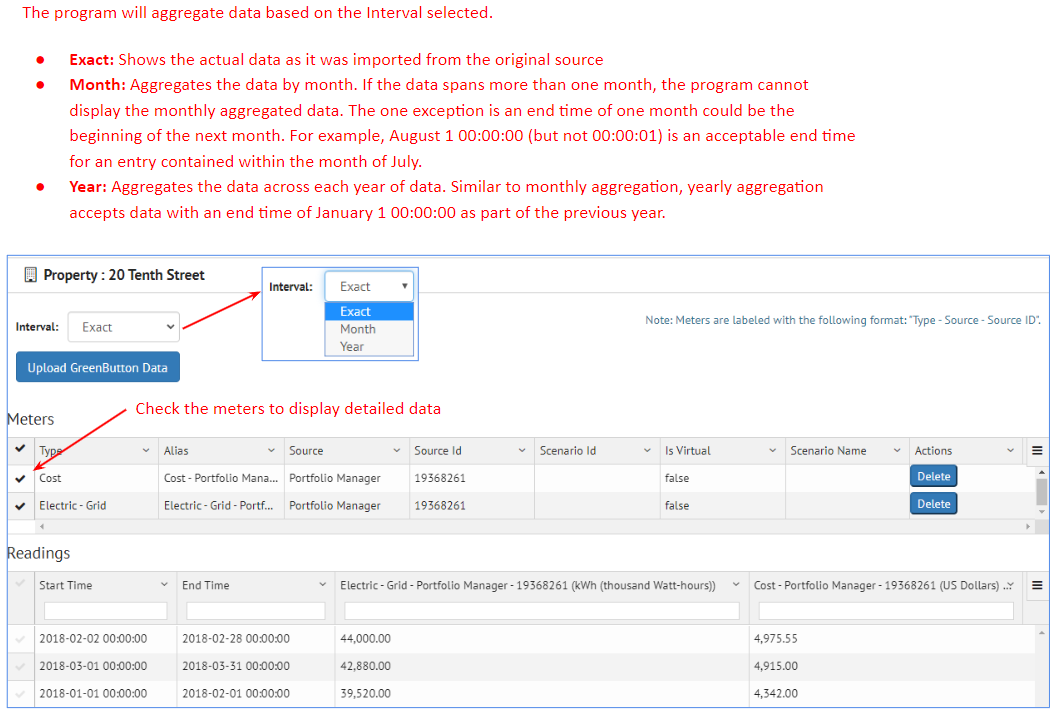 The program will aggregate data based on the Interval selected.
● Exact: Shows the actual data as it was imported from the original source
● Month: Aggregates the data by month. If the data spans more than one month, the program cannot
display the monthly aggregated data. The one exception is an end time of one month could be the
beginning of the next month. For example, August 1 00:00:00 (but not 00:00:01) is an acceptable end time
for an entry contained within the month of July.
● Year: Aggregates the data across each year of data. Similar to monthly aggregation, yearly aggregation
accepts data with an end time of January 1 00:00:00 as part of the previous year.
Property : 20 Tenth Street
Interval: Exact
Exact
Month
Year
Interval: Exact
Note: Meters are labeled with the following format: "Type - Source - Source ID".
Upload GreenButton Data
Check the meters to display detailed data
Meters
Type Alias Source Source Id Scenario Id Is Virtual Scenario Name Actions
Cost Cost - Portfolio Mana... Portfolio Manager 19368261 false Delete
Electric - Grid Electric - Grid - Portf... Portfolio Manager 19368261 false Delete
Readings
Start Time End Time Electric - Grid - Portfolio Manager - 19368261 (kWh (thousand Watt-hours)) Cost - Portfolio Manager - 19368261 (US Dollars) ...
2018-02-02 00:00:00 2018-02-28 00:00:00 44,000.00 4,975.55
2018-03-01 00:00:00 2018-03-31 00:00:00 42,880.00 4,915.00
2018-01-01 00:00:00 2018-02-01 00:00:00 39,520.00 4,342.00